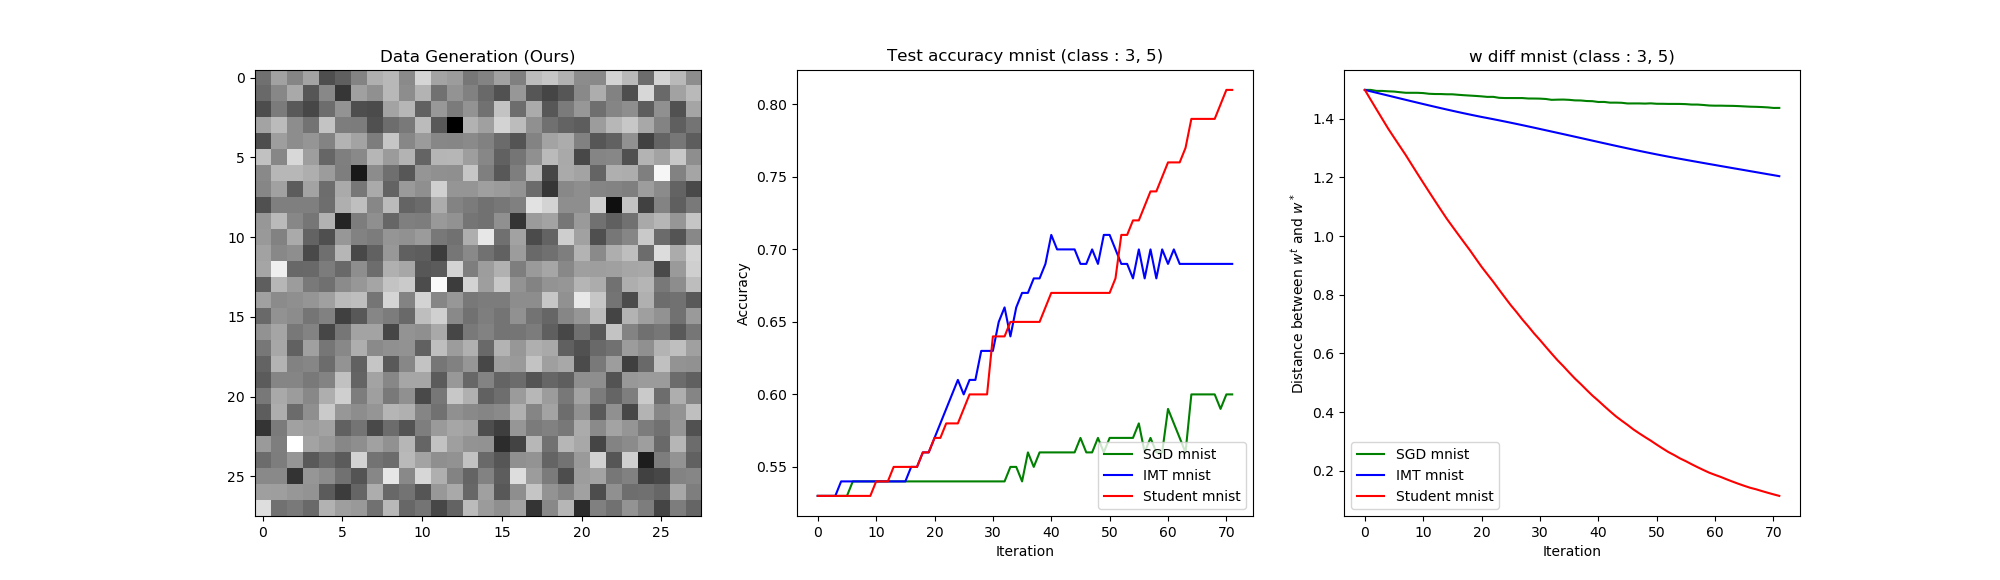 Data Generation (Ours)
0
5
10
15
20
25
0 5 10 15 20 25
Test accuracy mnist (class : 3, 5)
Accuracy
0.80
0.75
0.70
0.65
0.60
0.55
SGD mnist
IMT mnist
Student mnist
0 10 20 30 40 50 60 70
Iteration
w diff mnist (class : 3, 5)
Distance between w^t and w^*
1.4
1.2
1.0
0.8
0.6
0.4
0.2
SGD mnist
IMT mnist
Student mnist
0 10 20 30 40 50 60 70
Iteration